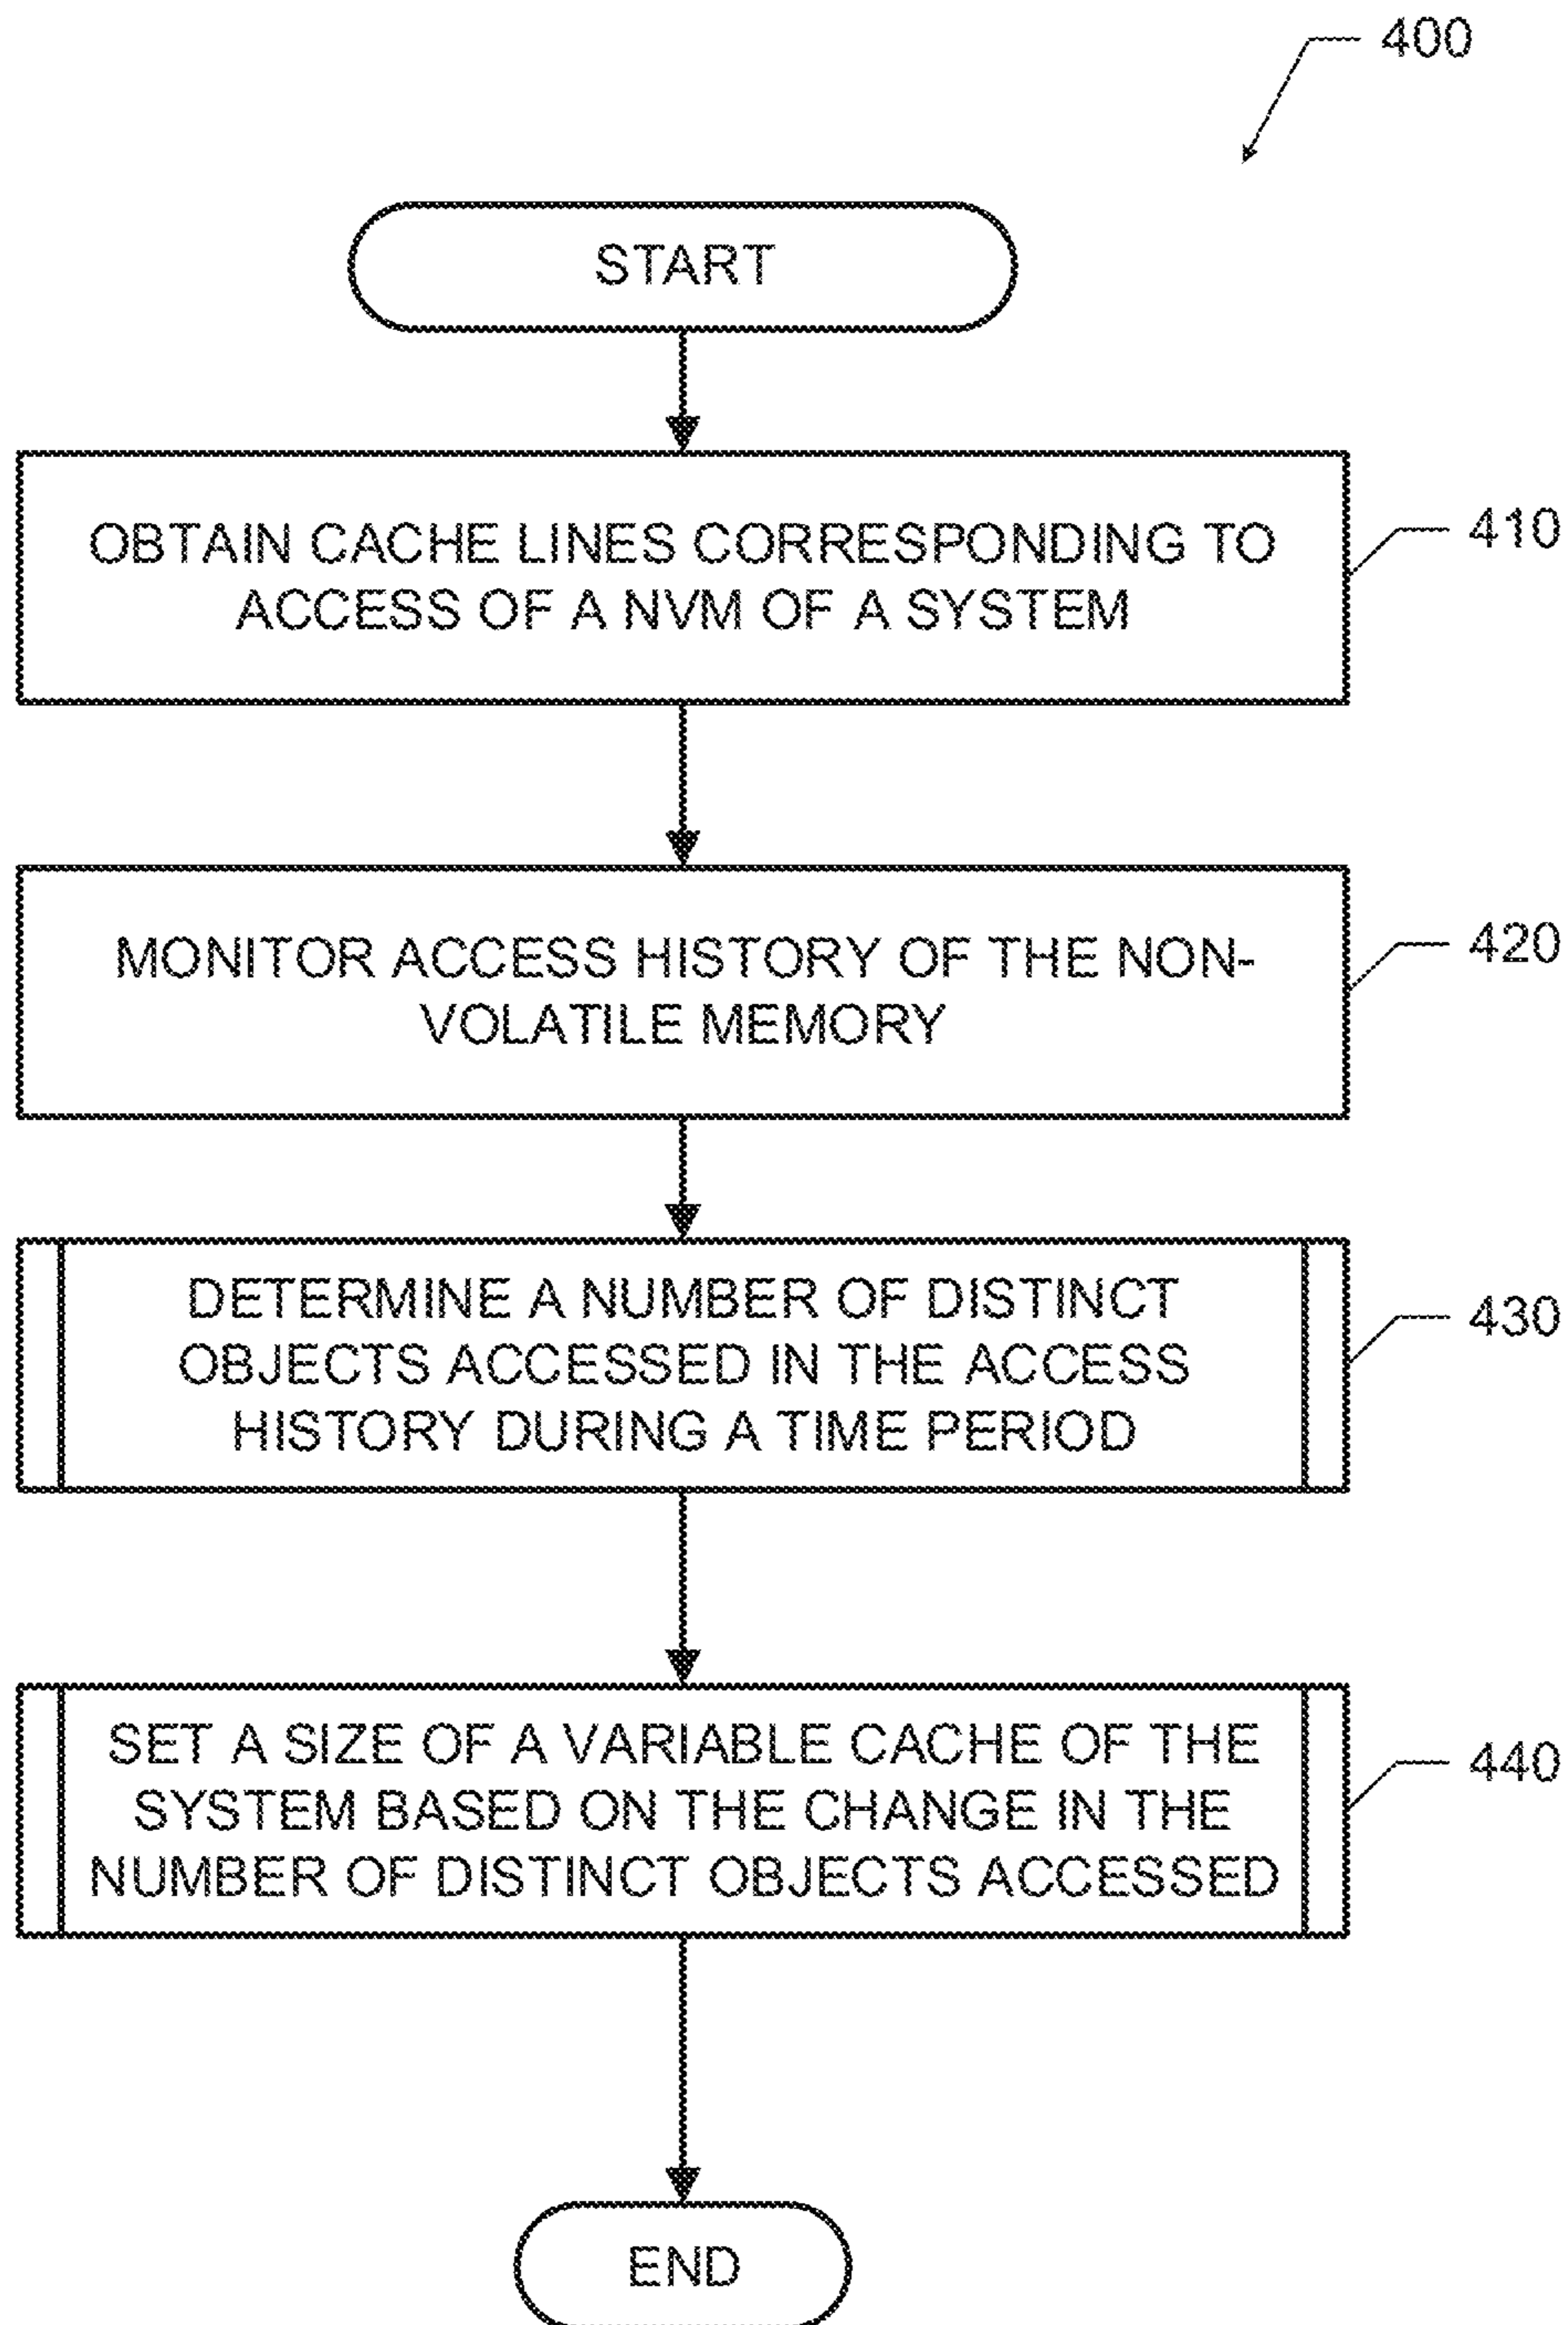 400
START
OBTAIN CACHE LINES CORRESPONDING TO
ACCESS OF A NVM OF A SYSTEM
410
MONITOR ACCESS HISTORY OF THE NON-
VOLATILE MEMORY
420
DETERMINE A NUMBER OF DISTINCT
OBJECTS ACCESSED IN THE ACCESS
HISTORY DURING A TIME PERIOD
430
SET A SIZE OF A VARIABLE CACHE OF THE
SYSTEM BASED ON THE CHANGE IN THE
NUMBER OF DISTINCT OBJECTS ACCESSED
440
END